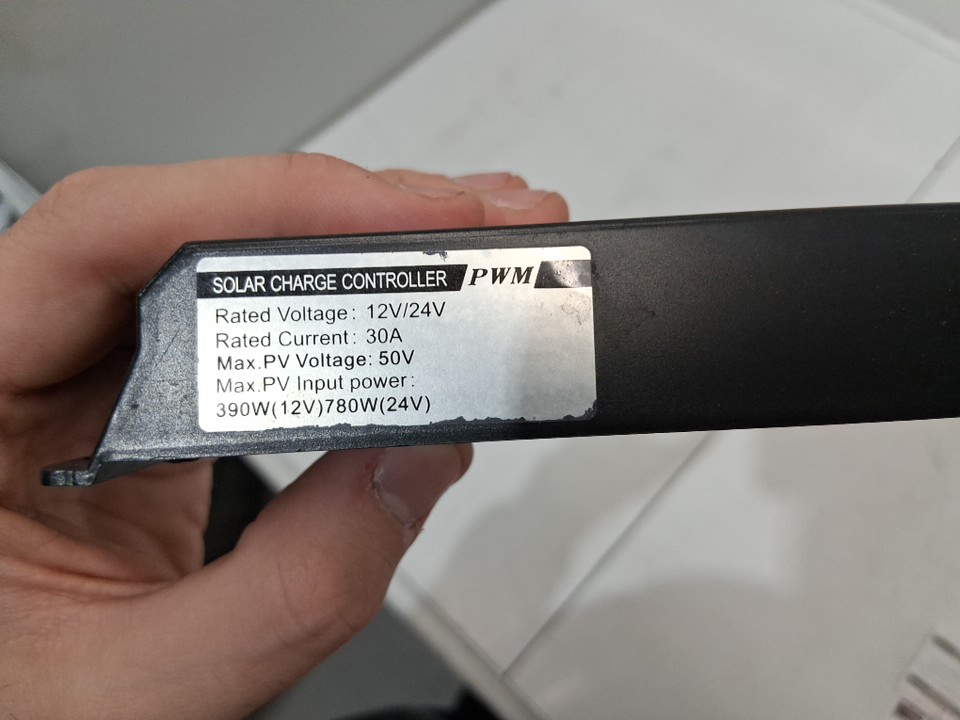 SOLAR CHARGE CONTROLLER PWM
Rated Voltage: 12V/24V
Rated Current: 30A
Max.PV Voltage: 50V
Max.PV Input power:
390W(12V)780W(24V)